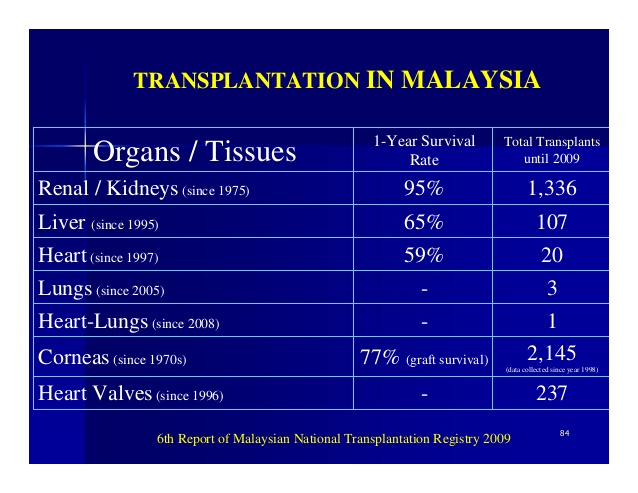 TRANSPLANTATION IN MALAYSIA
Organs / Tissues 1-Year Survival Rate Total Transplants until 2009
Renal / Kidneys (since 1975) 95% 1,336
Liver (since 1995) 65% 107
Heart (since 1997) 59% 20
Lungs (since 2005) - 3
Heart-Lungs (since 2008) - 1
Corneas (since 1970s) 77% (graft survival) 2,145
(data collected since year 1998)
Heart Valves (since 1996) - 237
6th Report of Malaysian National Transplantation Registry 2009
84